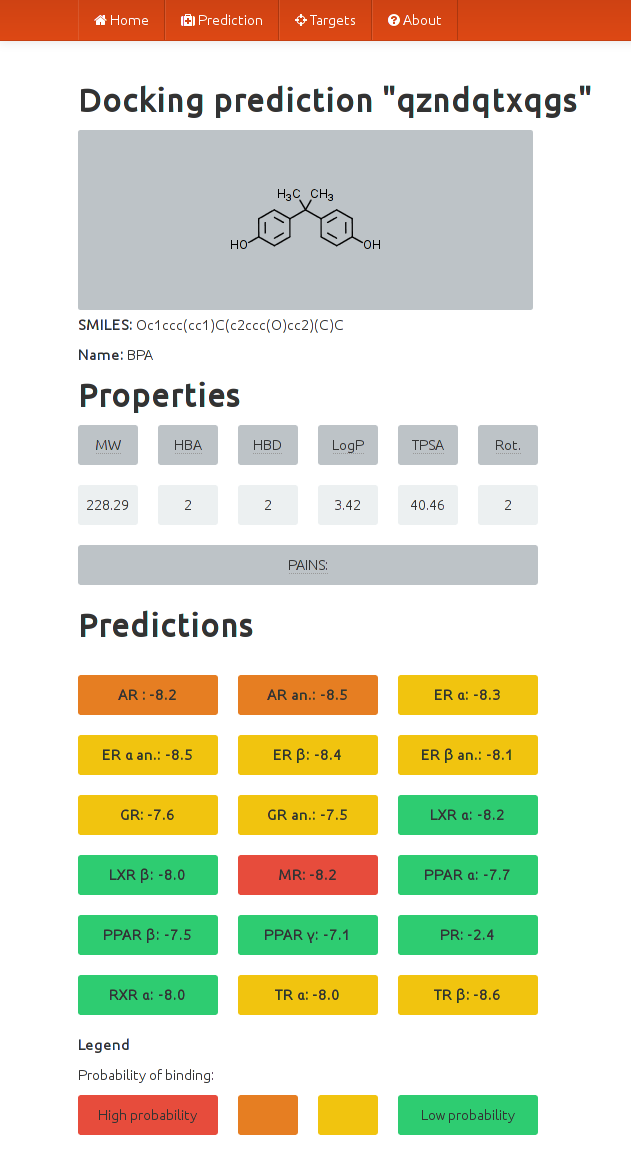 Home Prediction Targets About
Docking prediction "qzndqtxqgs"
H3C CH3
HO OH
SMILES: Oc1ccc(cc1)C(c2ccc(O)cc2)(C)C
Name: BPA
Properties
MW HBA HBD LogP TPSA Rot.
228.29 2 2 3.42 40.46 2
PAINS:
Predictions
AR : -8.2 AR an.: -8.5 ER α: -8.3
ER α an.: -8.5 ER β: -8.4 ER β an.: -8.1
GR: -7.6 GR an.: -7.5 LXR α: -8.2
LXR β: -8.0 MR: -8.2 PPAR α: -7.7
PPAR β: -7.5 PPAR γ: -7.1 PR: -2.4
RXR α: -8.0 TR α: -8.0 TR β: -8.6
Legend
Probability of binding:
High probability Low probability